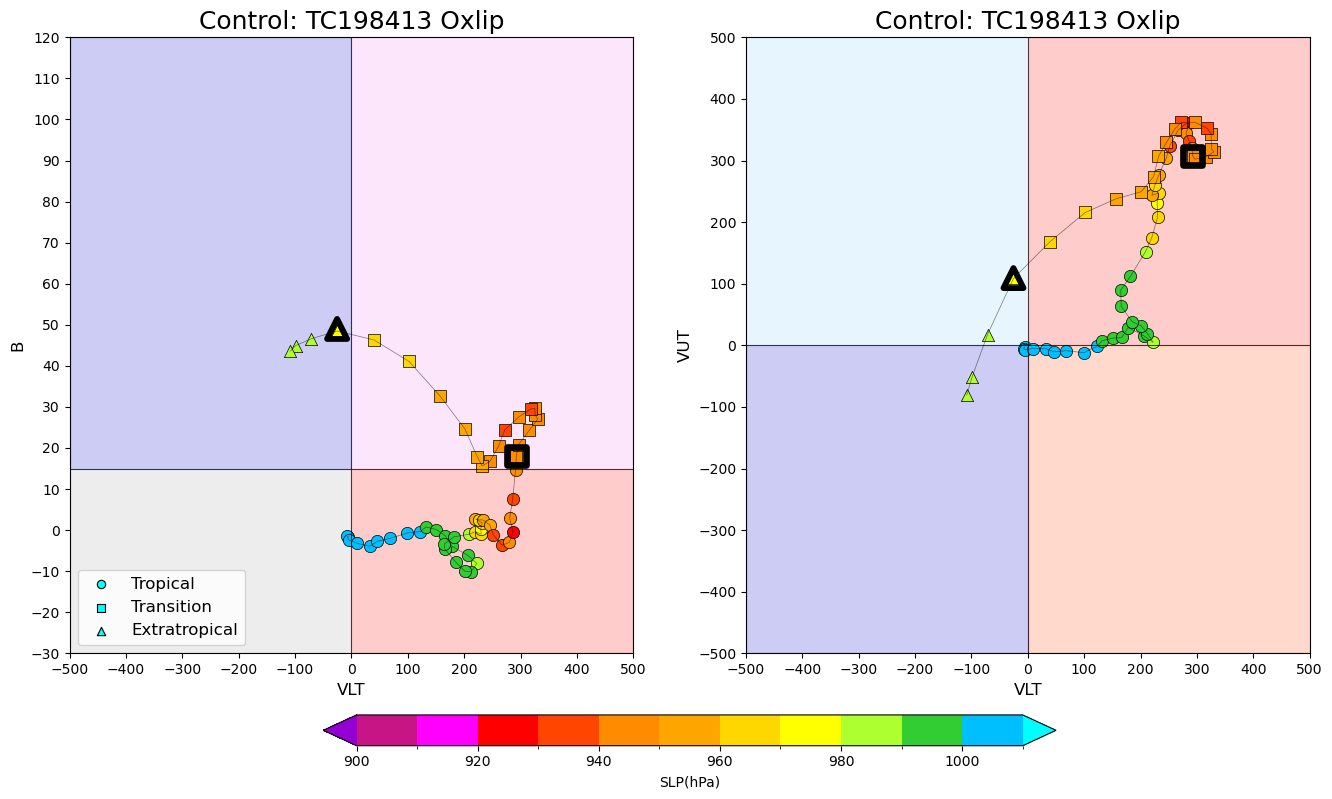 Control: TC198413 Oxlip
Control: TC198413 Oxlip
120
110
100
90
80
70
60
50
40
30
20
10
0
−10
−20
−30
B
−500 −400 −300 −200 −100 0 100 200 300 400 500
VLT
Tropical
Transition
Extratropical
500
400
300
200
100
0
−100
−200
−300
−400
−500
VUT
−500 −400 −300 −200 −100 0 100 200 300 400 500
VLT
900 920 940 960 980 1000
SLP(hPa)